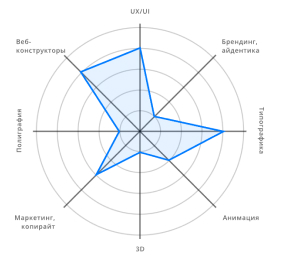 UX/UI
Веб-
конструкторы
Брендинг,
айдентика
Полиграфия
Типографика
Маркетинг,
копирайт
Анимация
3D